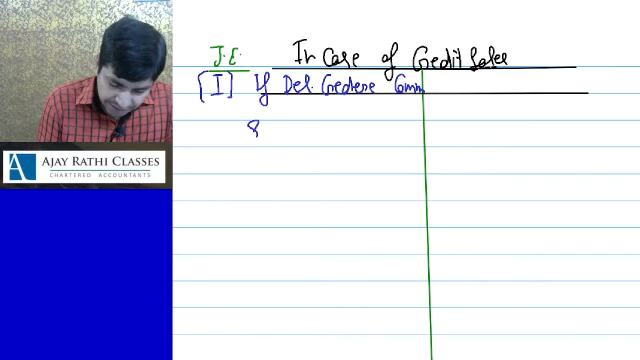 J.E. In Case of Credit Sales
[I] If Del. Credere Comm
AJAY RATHI CLASSES
CHARTERED ACCOUNTANTS